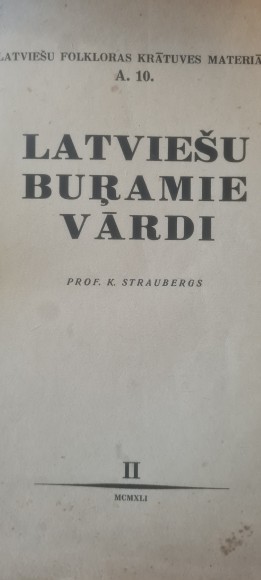 LATVIEŠU FOLKLORAS KRĀTUVES MATERIĀ
A. 10.
LATVIEŠU
BUŖAMIE
VĀRDI
PROF. K. STRAUBERGS
II
MCMXLI